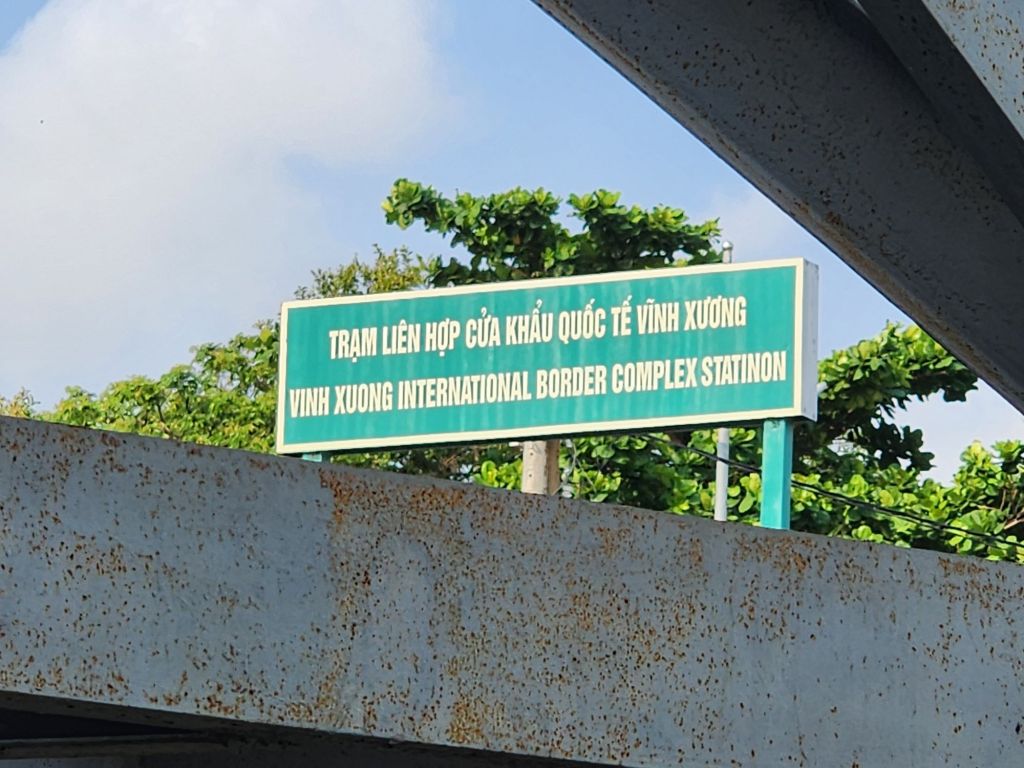 TRẠM LIÊN HỢP CỬA KHẨU QUỐC TẾ VĨNH XƯƠNG
VINH XUONG INTERNATIONAL BORDER COMPLEX STATINON